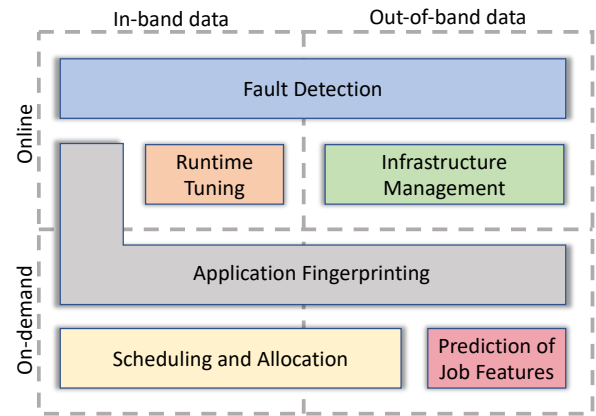 In-band data
Out-of-band data
Online
Fault Detection
Runtime
Tuning
Infrastructure
Management
On-demand
Application Fingerprinting
Scheduling and Allocation
Prediction of
Job Features